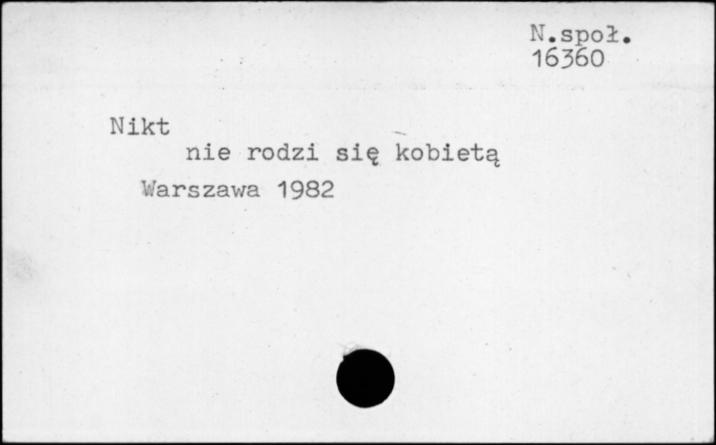 N.społ.
16360
Nikt
nie rodzi się kobietą
Warszawa 1982